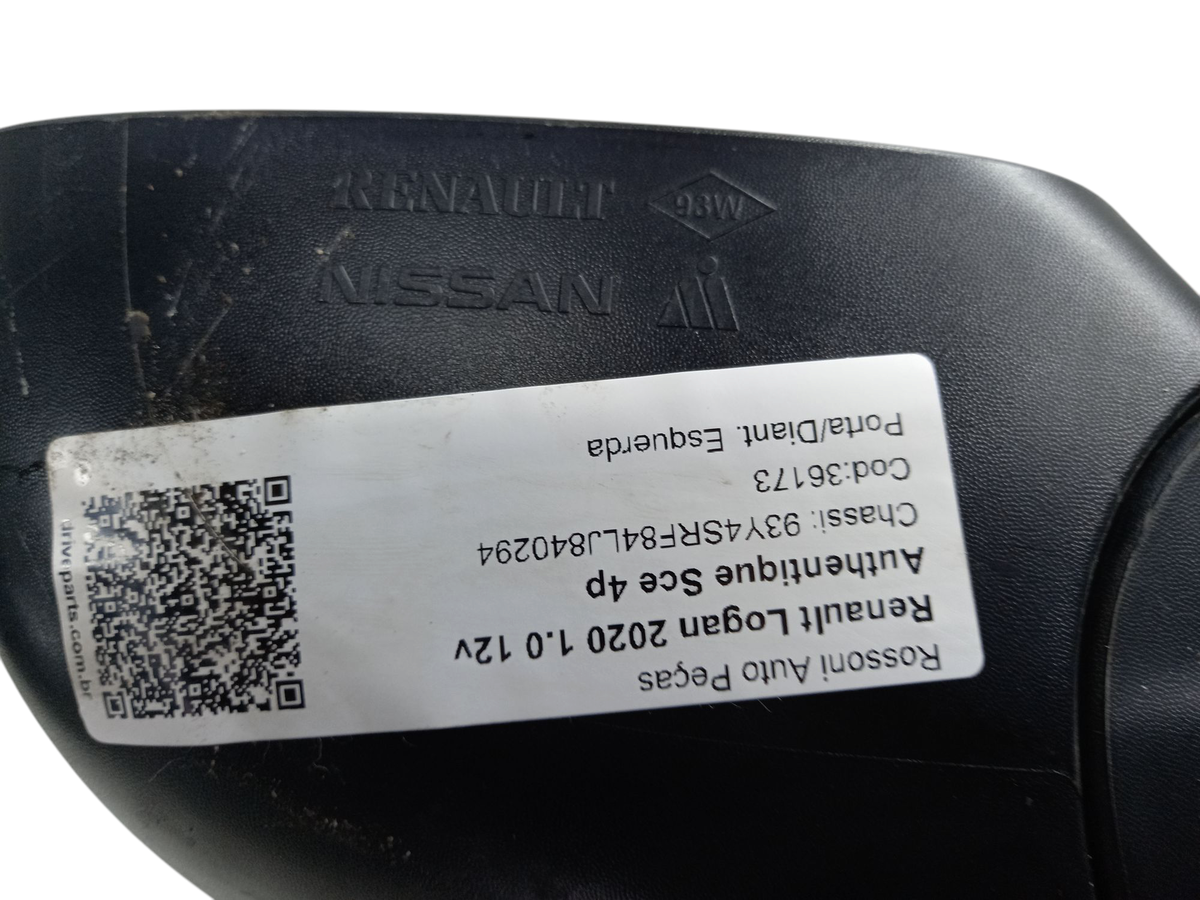 RENAULT
93W
NISSAN
Rossoni Auto Peças
Renault Logan 2020 1.0 12v
Authentique Sce 4p
Chassi: 93Y4SRF84LJ840294
Cod:36173
Porta/Diant. Esquerda
driveparts.com.br